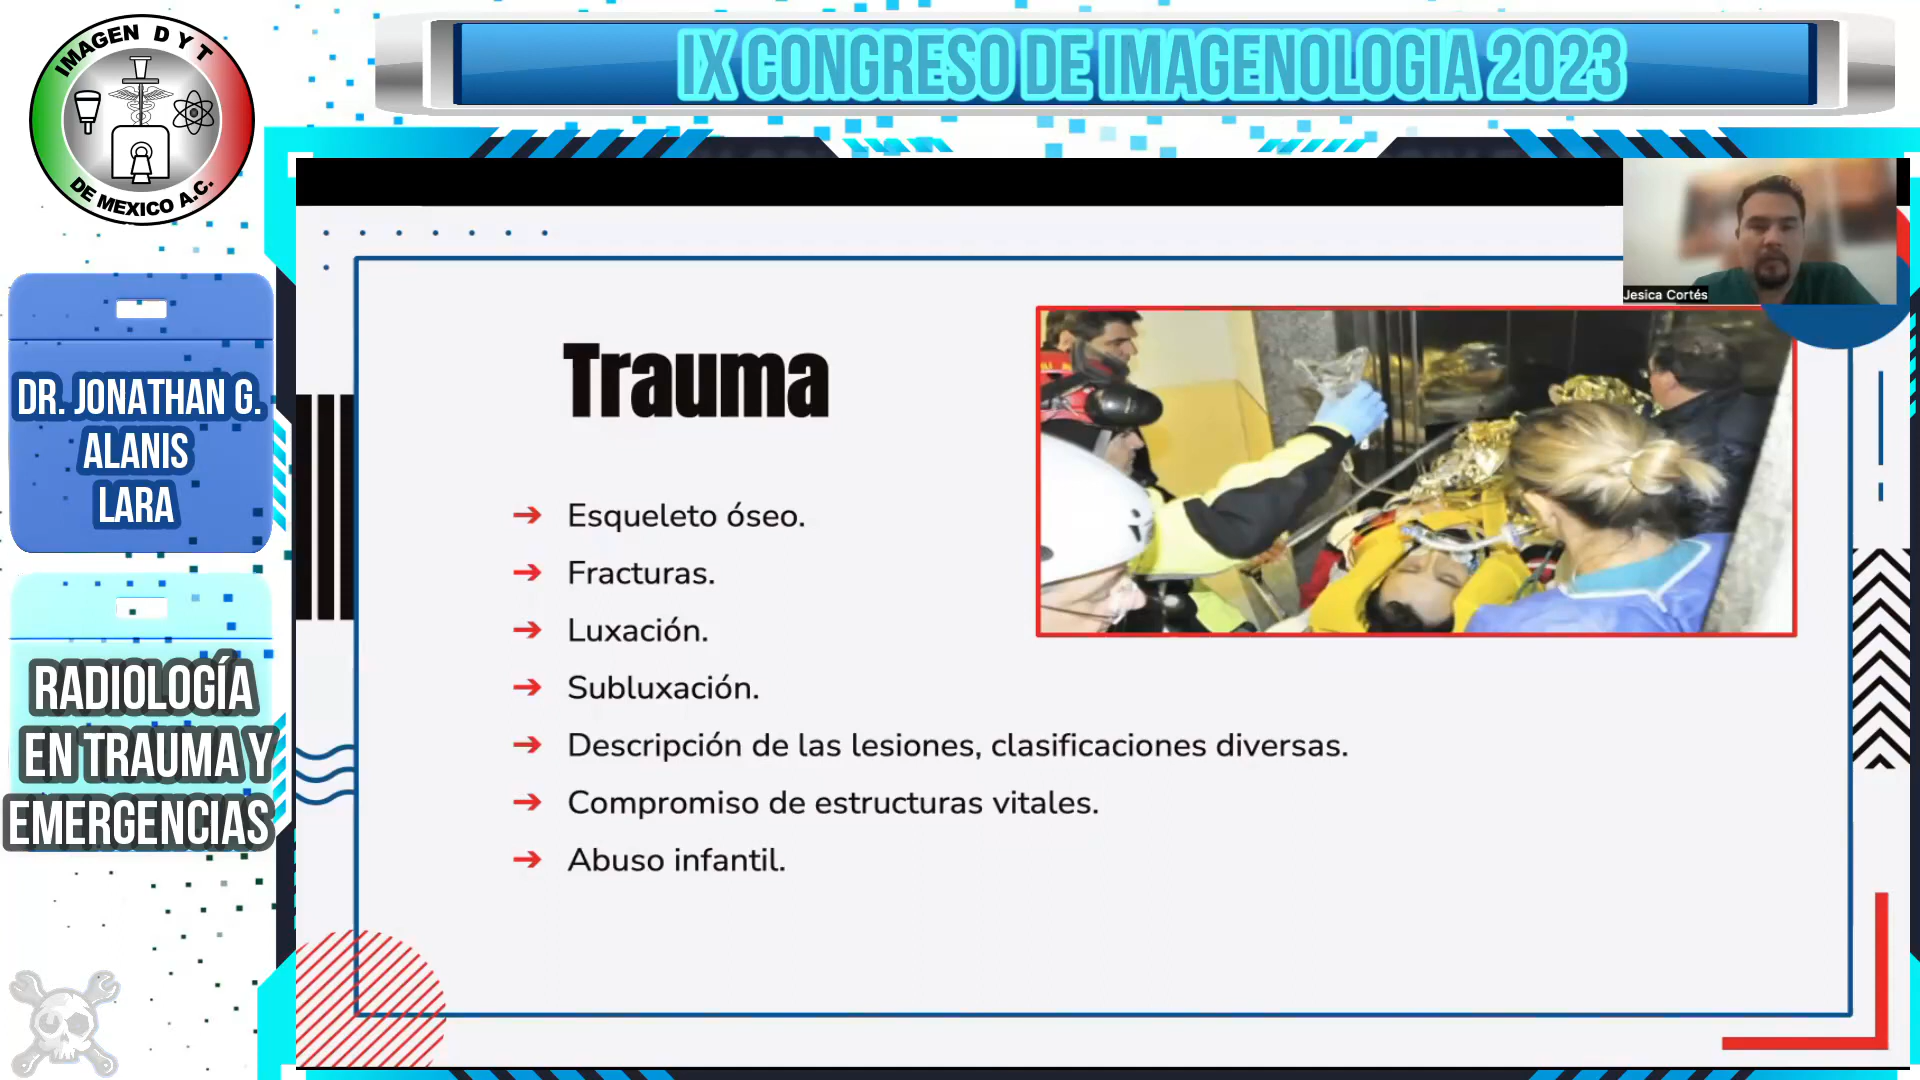 IMAGEN D Y T
DE MEXICO A.C.
IX CONGRESO DE IMAGENOLOGIA 2023
DR. JONATHAN G.
ALANIS
LARA
RADIOLOGÍA
EN TRAUMA Y
EMERGENCIAS
Jesica Cortés
Trauma
➔ Esqueleto óseo.
➔ Fracturas.
➔ Luxación.
➔ Subluxación.
➔ Descripción de las lesiones, clasificaciones diversas.
➔ Compromiso de estructuras vitales.
➔ Abuso infantil.